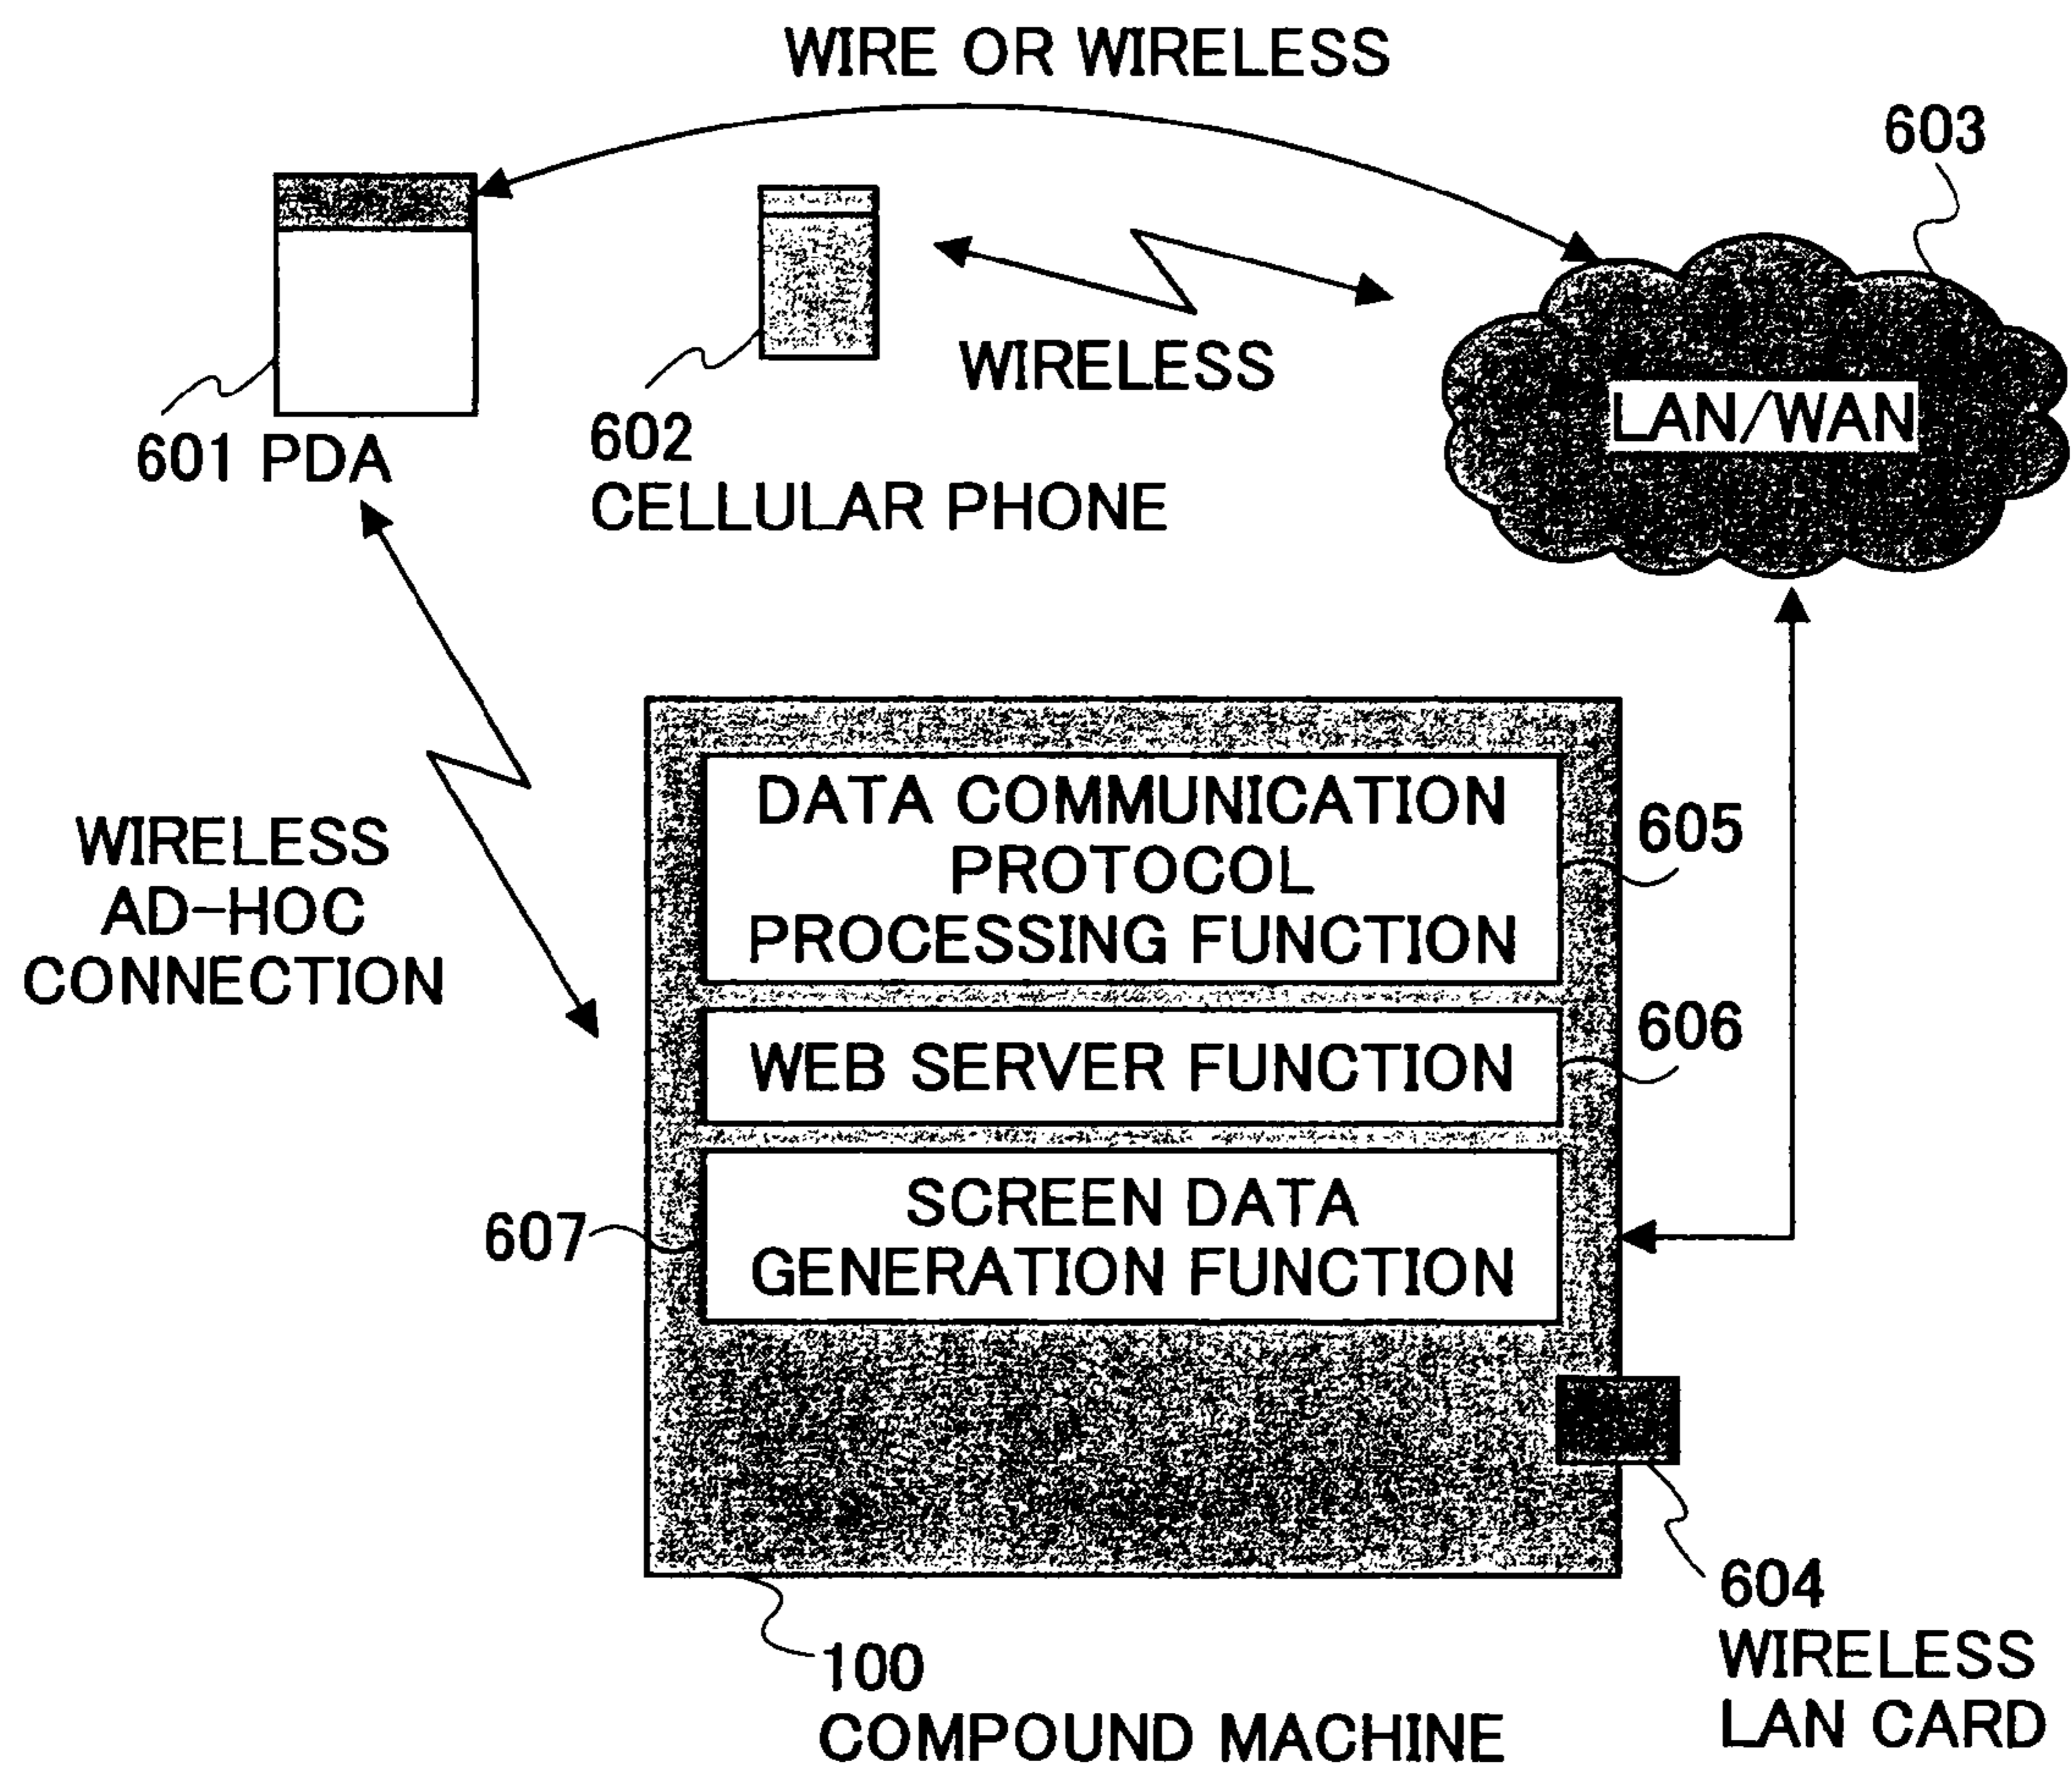 WIRE OR WIRELESS
603
601 PDA
602
CELLULAR PHONE
WIRELESS
LAN/WAN
WIRELESS
AD-HOC
CONNECTION
DATA COMMUNICATION
PROTOCOL
PROCESSING FUNCTION
605
WEB SERVER FUNCTION
606
SCREEN DATA
GENERATION FUNCTION
607
604
WIRELESS
LAN CARD
100
COMPOUND MACHINE